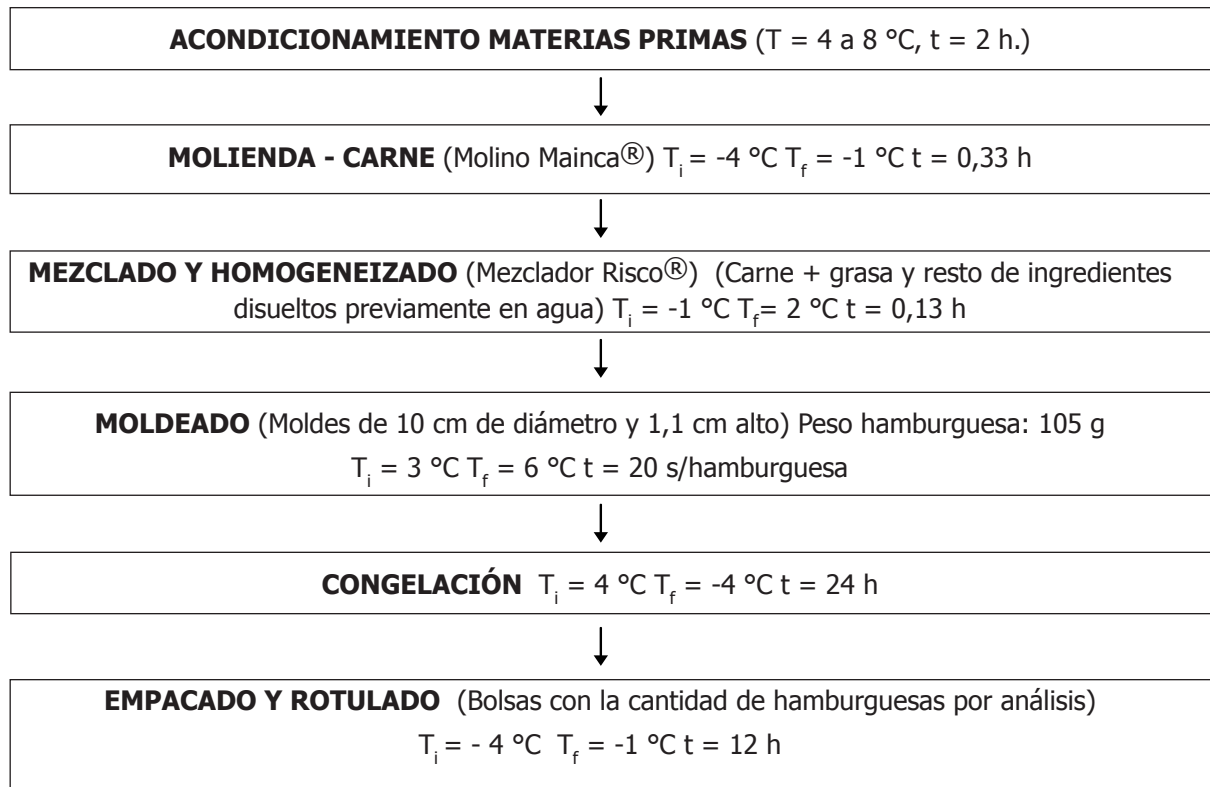 ACONDICIONAMIENTO MATERIAS PRIMAS (T = 4 a 8 °C, t = 2 h.)
MOLIENDA - CARNE (Molino Mainca®) Ti = -4 °C Tf = -1 °C t = 0,33 h
MEZCLADO Y HOMOGENEIZADO (Mezclador Risco®) (Carne + grasa y resto de ingredientes
disueltos previamente en agua) Ti = -1 °C Tf= 2 °C t = 0,13 h
MOLDEADO (Moldes de 10 cm de diámetro y 1,1 cm alto) Peso hamburguesa: 105 g
Ti = 3 °C Tf = 6 °C t = 20 s/hamburguesa
CONGELACIÓN Ti = 4 °C Tf = -4 °C t = 24 h
EMPACADO Y ROTULADO (Bolsas con la cantidad de hamburguesas por análisis)
Ti = - 4 °C Tf = -1 °C t = 12 h